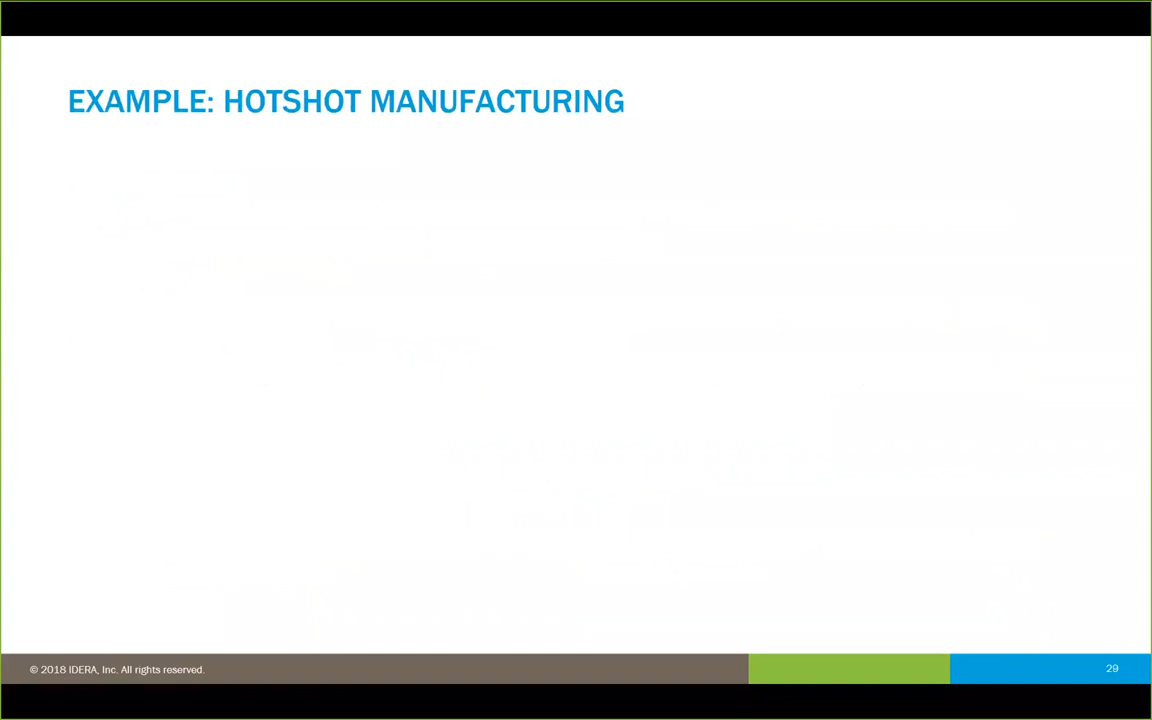 EXAMPLE: HOTSHOT MANUFACTURING
© 2018 IDERA, Inc. All rights reserved.
29